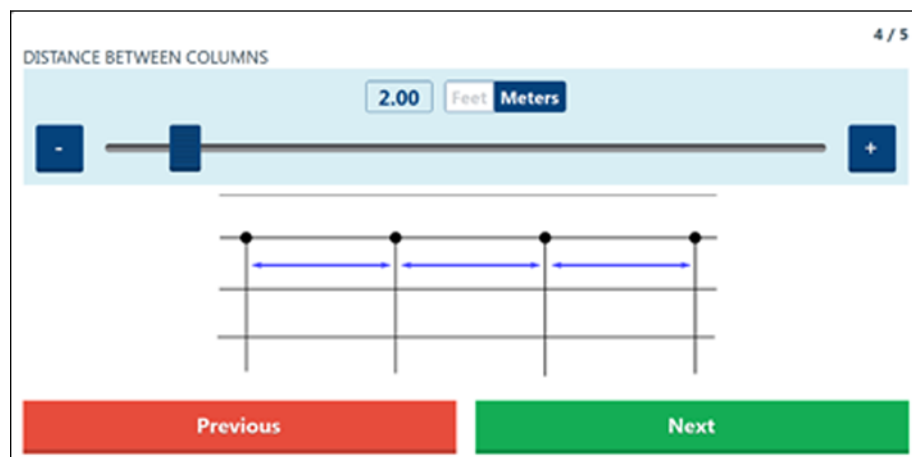 4 / 5
DISTANCE BETWEEN COLUMNS
2.00 Feet Meters
- +
Previous Next